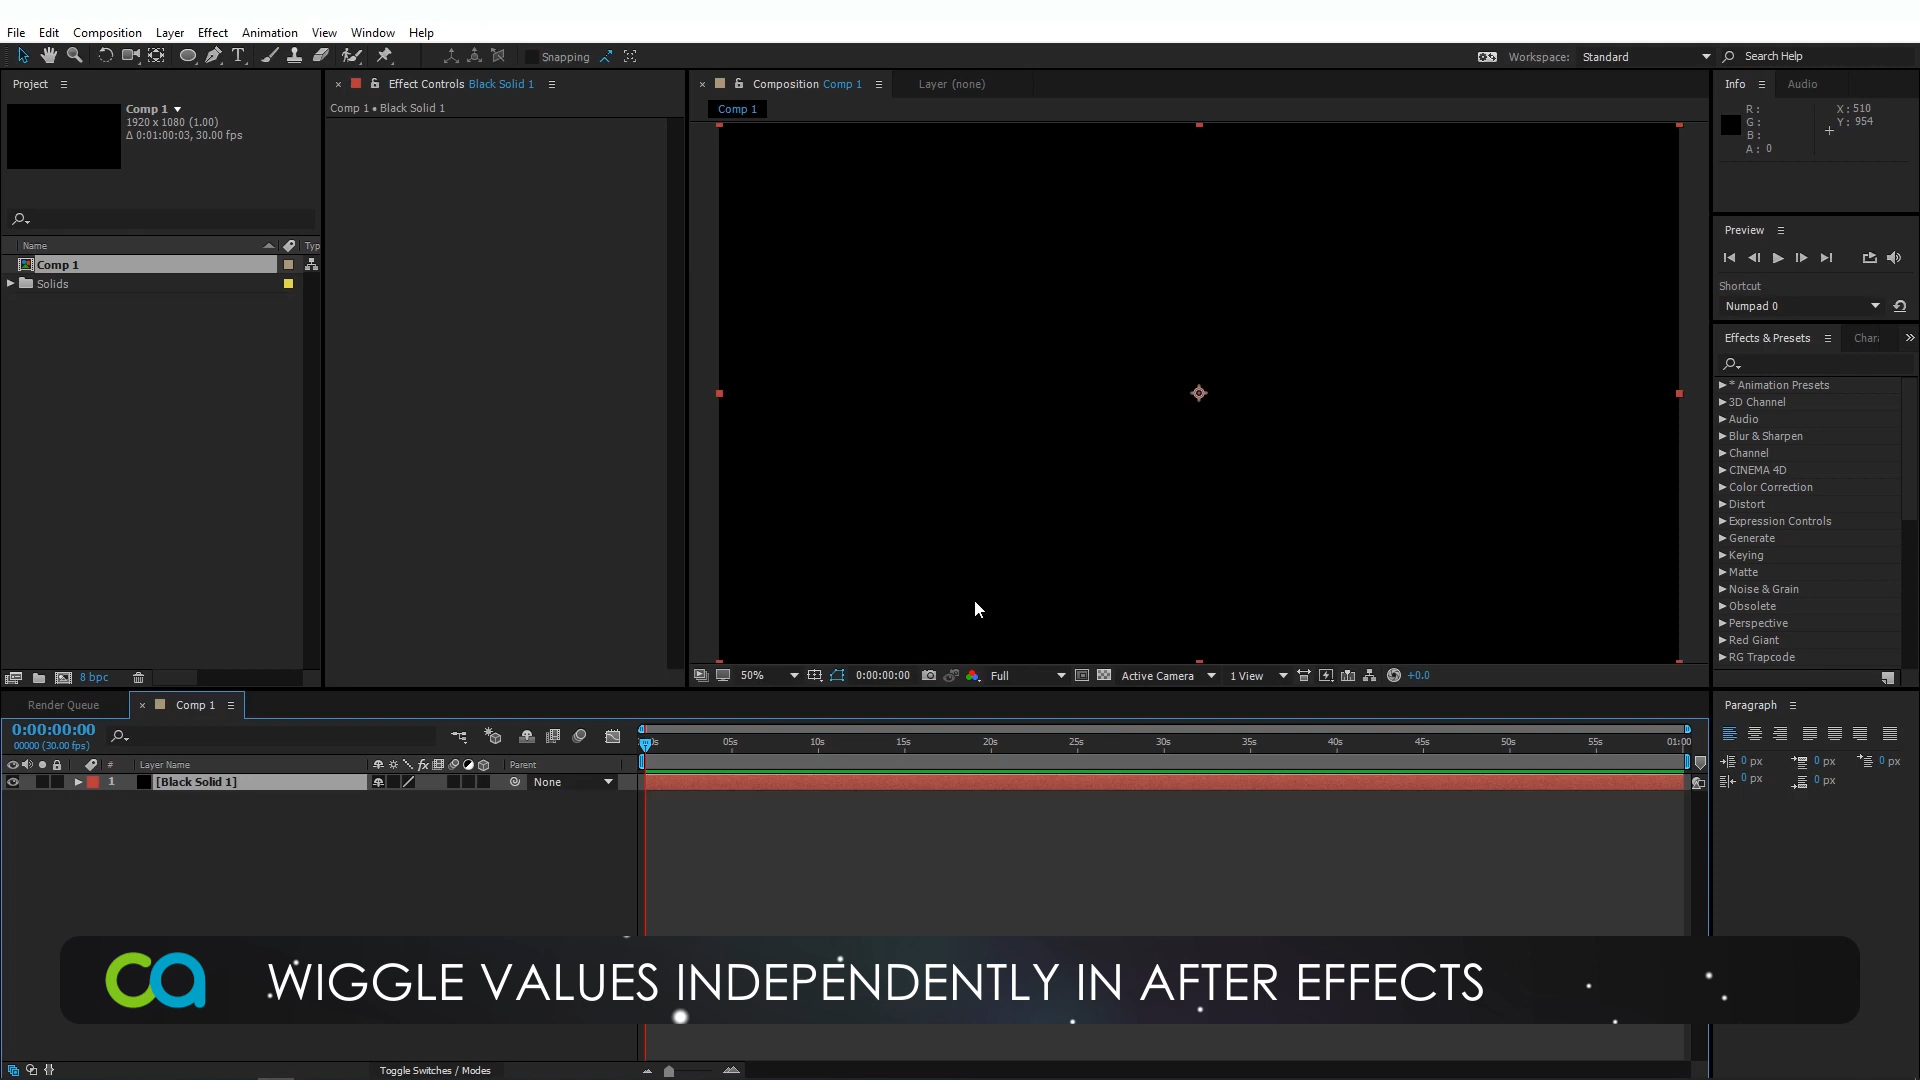 File Edit Composition Layer Effect Animation View Window Help
Snapping
Workspace: Standard
Search Help
Project
Comp 1
1920 x 1080 (1.00)
Δ 0:01:00:03, 30.00 fps
Name Typ
Comp 1
Solids
8 bpc
Effect Controls Black Solid 1
Comp 1 • Black Solid 1
Composition Comp 1
Layer (none)
Comp 1
50%
0:00:00:00
Full
Active Camera
1 View
+0.0
Info Audio
R :
G :
B :
A : 0
X : 510
Y : 954
Preview
Shortcut
Numpad 0
Effects & Presets
* Animation Presets
3D Channel
Audio
Blur & Sharpen
Channel
CINEMA 4D
Color Correction
Distort
Expression Controls
Generate
Keying
Matte
Noise & Grain
Obsolete
Perspective
Red Giant
RG Trapcode
Render Queue
Comp 1
0:00:00:00
00000 (30.00 fps)
05s 10s 15s 20s 25s 30s 35s 40s 45s 50s 55s 01:00
# Layer Name
Parent
1 [Black Solid 1]
None
Paragraph
0 px 0 px 0 px
0 px 0 px
ca
WIGGLE VALUES INDEPENDENTLY IN AFTER EFFECTS
Toggle Switches / Modes